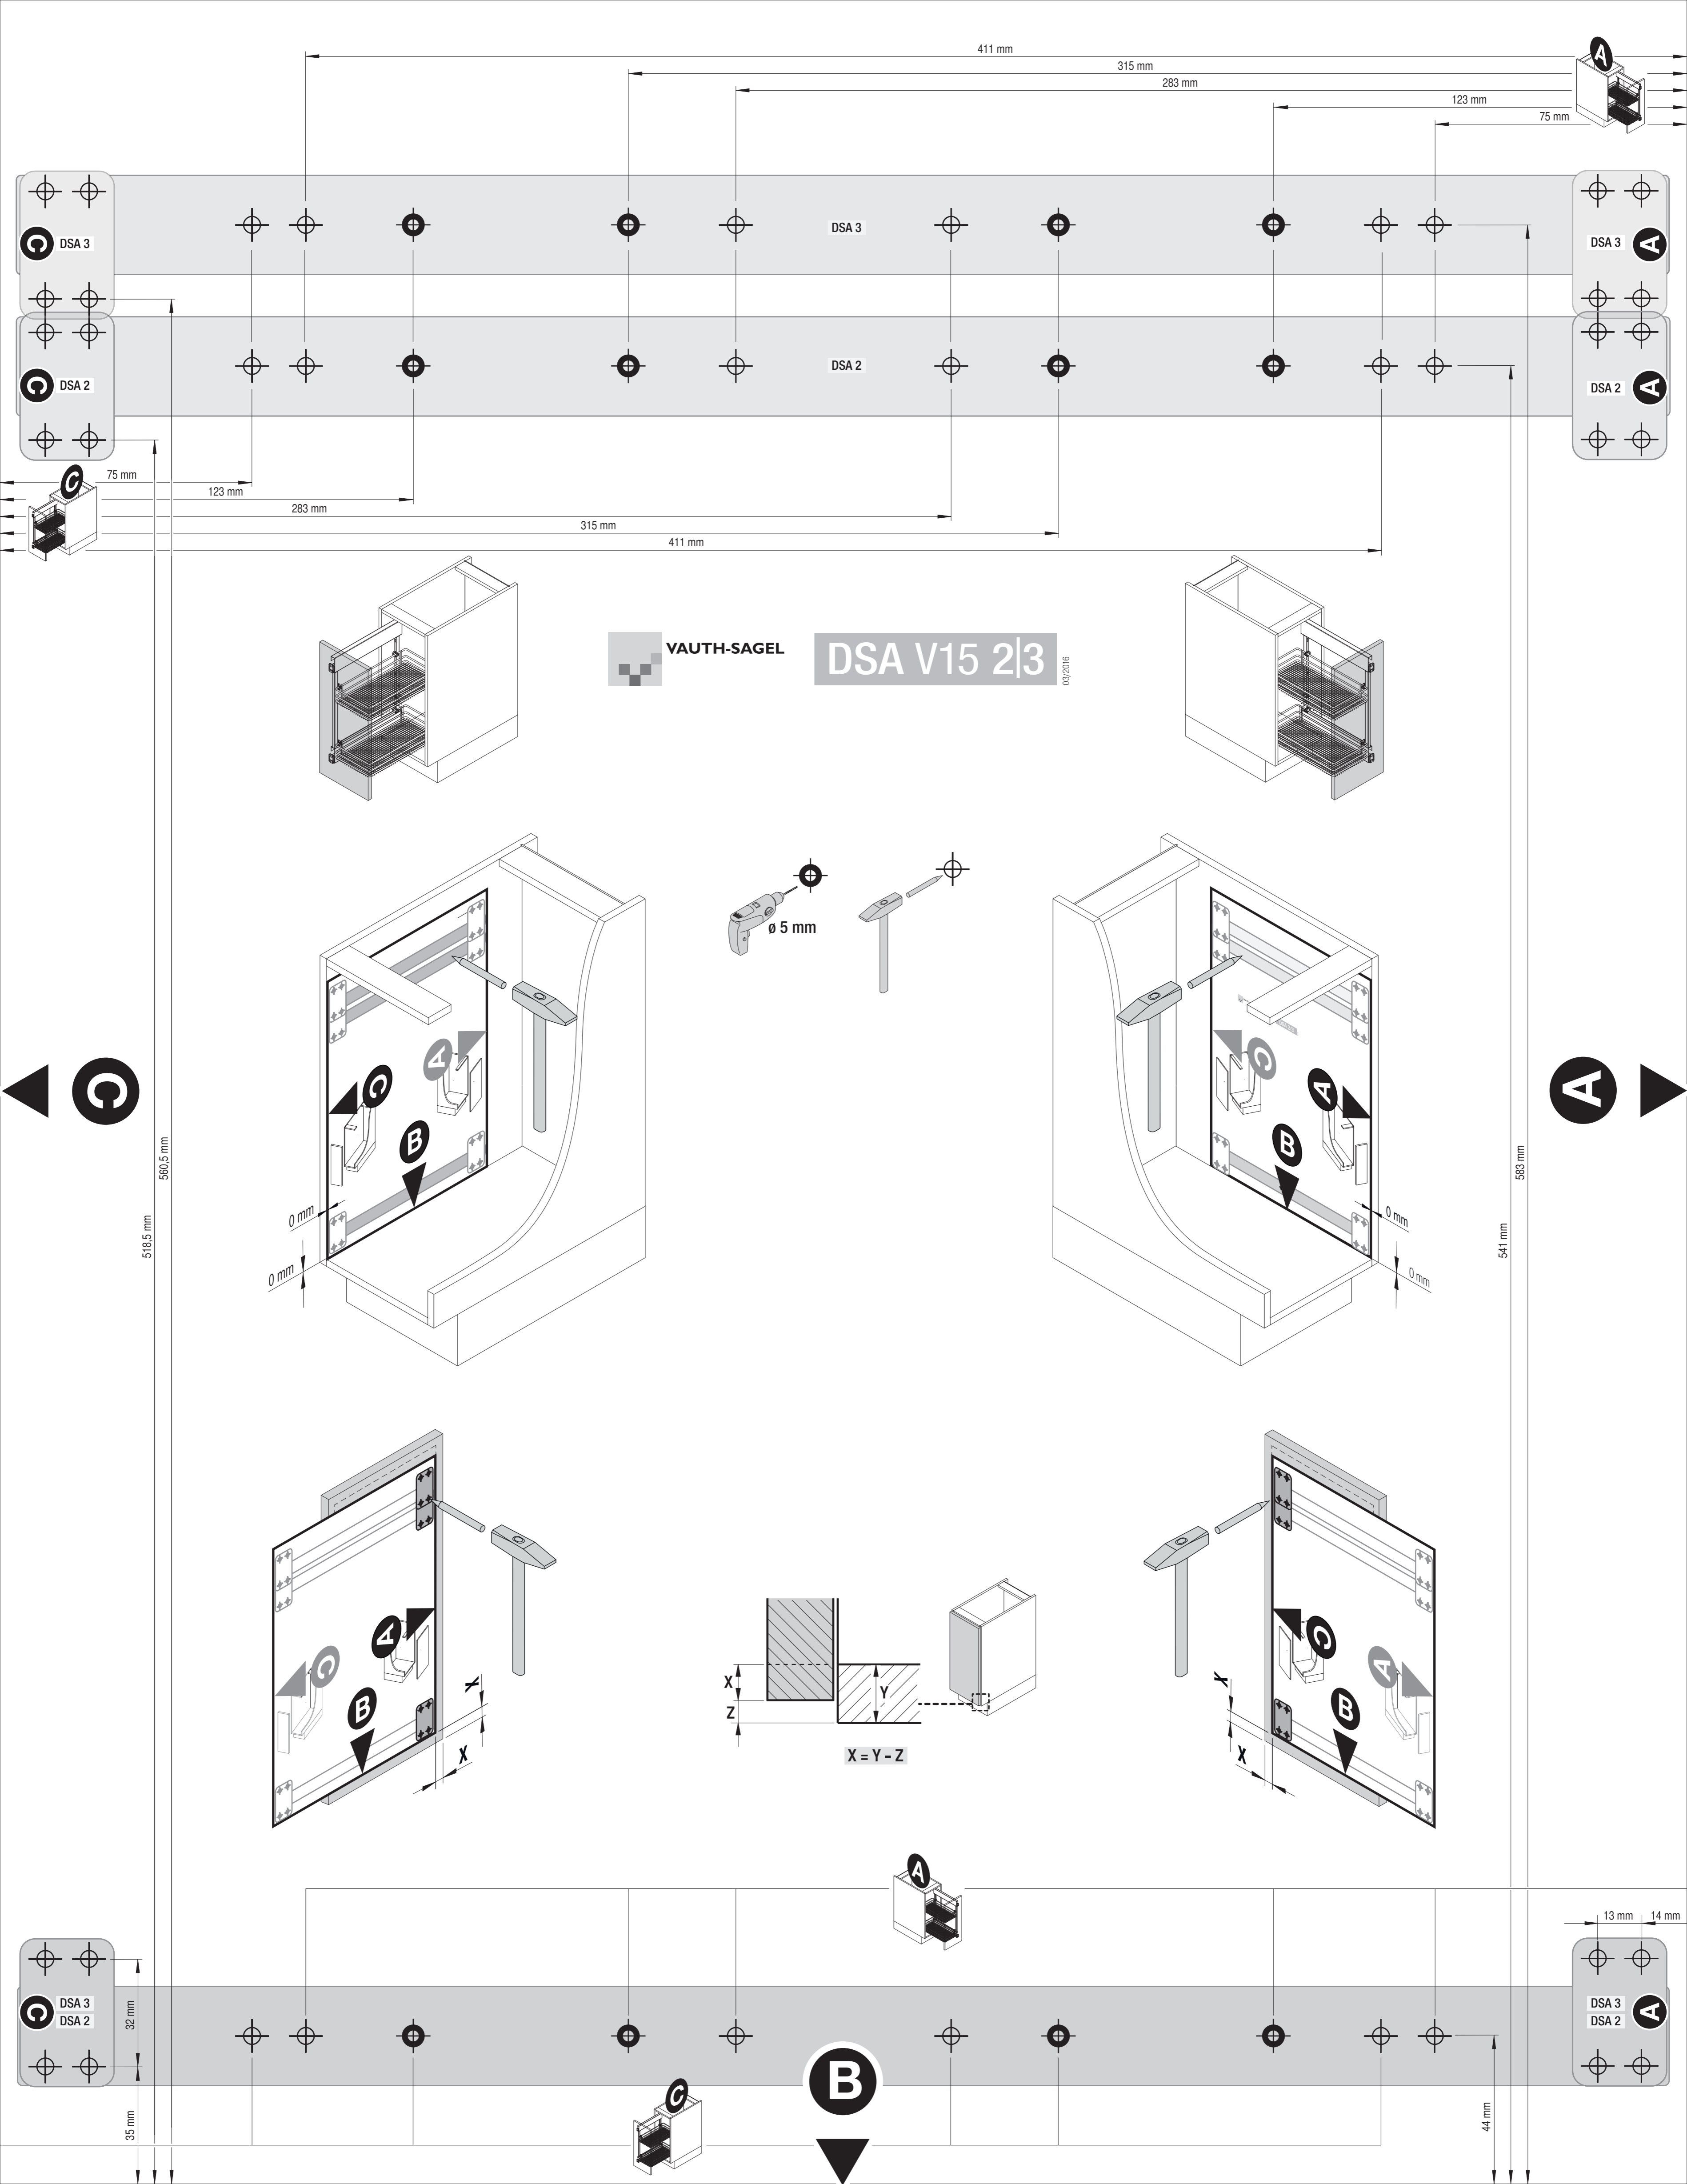 411 mm
315 mm
283 mm
123 mm
75 mm
A
C DSA 3
DSA 3
DSA 3 A
C DSA 2
DSA 2
DSA 2 A
75 mm
123 mm
283 mm
315 mm
411 mm
C
VAUTH-SAGEL
DSA V15 2|3
03/2016
ø 5 mm
C
A
C
B
0 mm
0 mm
C
A
B
0 mm
0 mm
C
A
560,5 mm
518,5 mm
583 mm
541 mm
A
C
B
X
X
X
Z
Y
X = Y - Z
C
A
B
X
X
A
13 mm
14 mm
C
DSA 3
DSA 2
32 mm
35 mm
DSA 3
DSA 2
A
B
C
44 mm